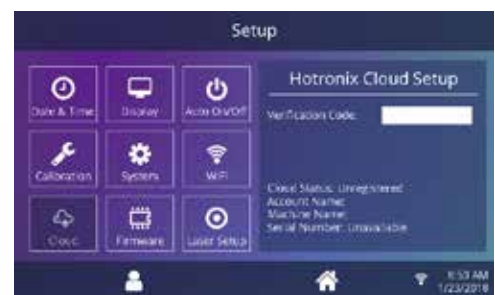 Setup
Hotronix Cloud Setup
Date & Time
Display
Auto On/Off
Verification Code:
Calibration
System
WiFi
Cloud Status: Unregistered
Account Name:
Machine Name:
Serial Number: Unavailable
Cloud
Firmware
Laser Setup
8:53 AM
1/23/2018